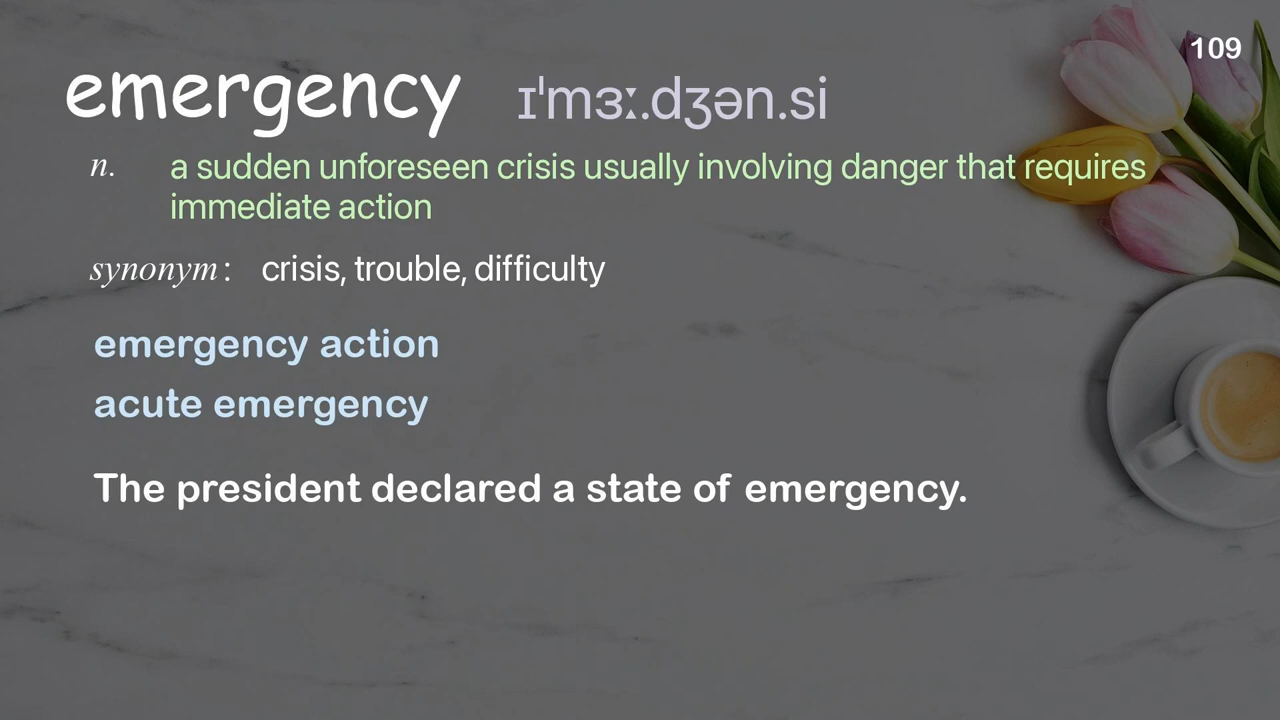 109
emergency ɪˈmɜː.dʒən.si
n. a sudden unforeseen crisis usually involving danger that requires
immediate action
synonym: crisis, trouble, difficulty
emergency action
acute emergency
The president declared a state of emergency.